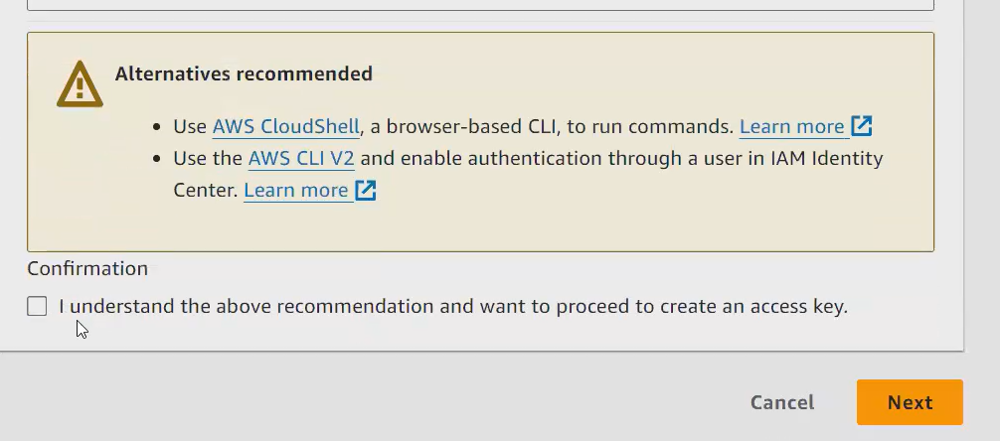 Alternatives recommended
Use AWS CloudShell, a browser-based CLI, to run commands. Learn more
Use the AWS CLI V2 and enable authentication through a user in IAM Identity
Center. Learn more
Confirmation
I understand the above recommendation and want to proceed to create an access key.
Cancel
Next